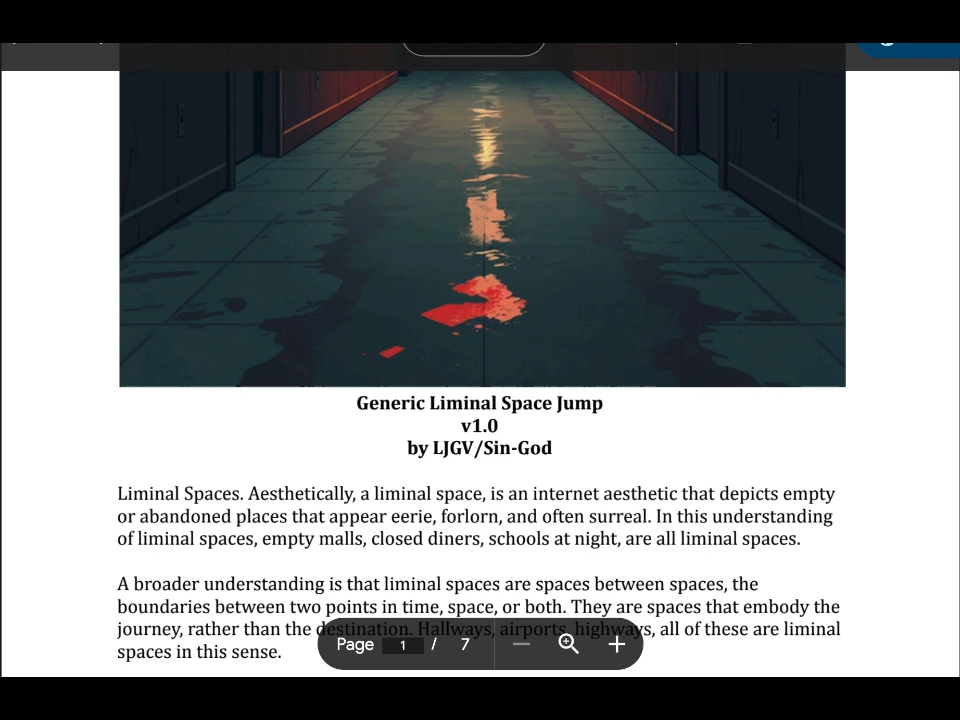 Generic Liminal Space Jump
v1.0
by LJGV/Sin-God
Liminal Spaces. Aesthetically, a liminal space, is an internet aesthetic that depicts empty
or abandoned places that appear eerie, forlorn, and often surreal. In this understanding
of liminal spaces, empty malls, closed diners, schools at night, are all liminal spaces.
A broader understanding is that liminal spaces are spaces between spaces, the
boundaries between two points in time, space, or both. They are spaces that embody the
journey, rather than the destination. Hallways, airports, highways, all of these are liminal
spaces in this sense.
Page 1 / 7